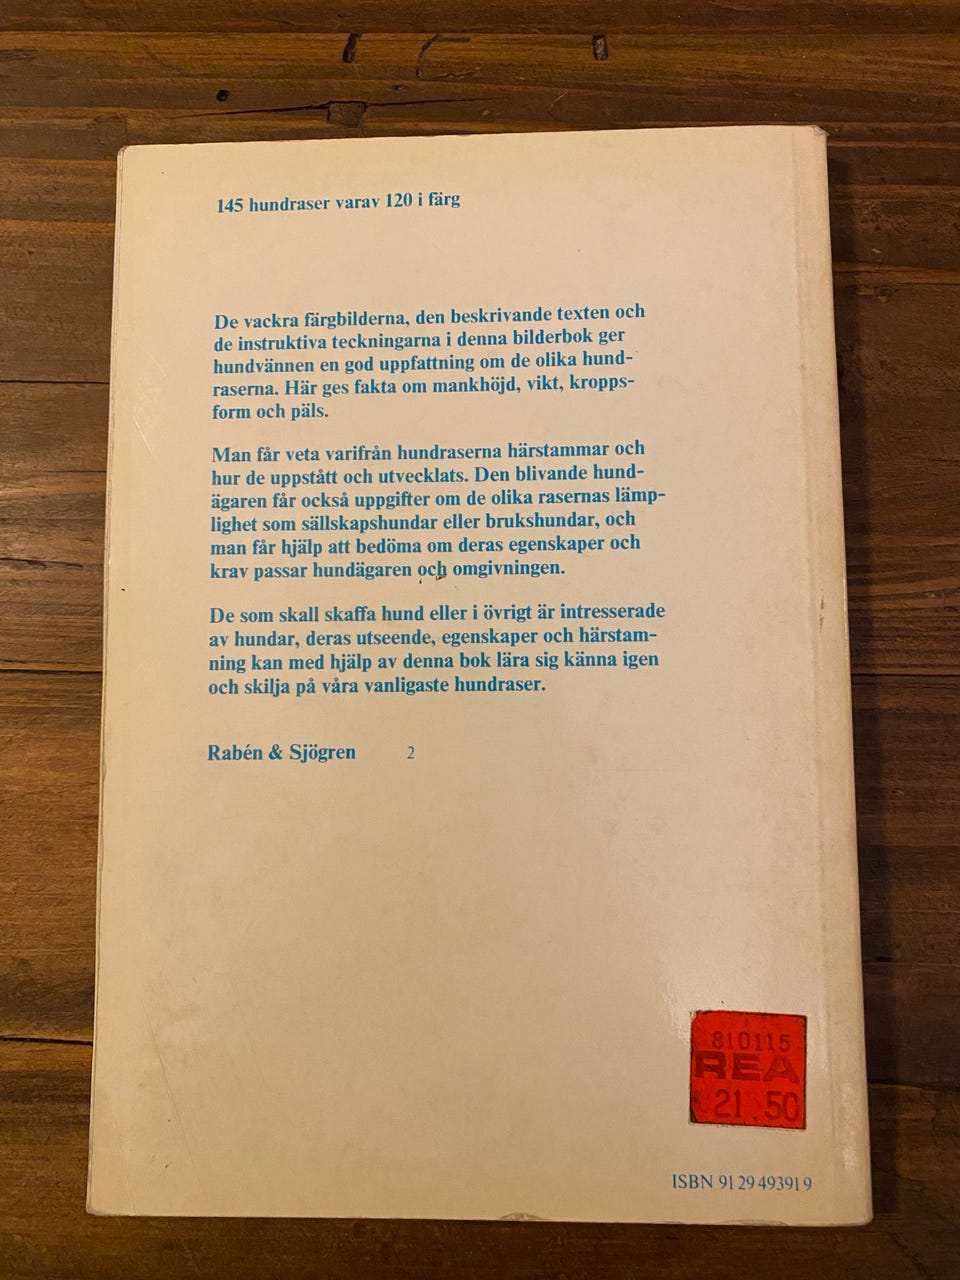 145 hundraser varav 120 i färg
De vackra färgbilderna, den beskrivande texten och
de instruktiva teckningarna i denna bilderbok ger
hundvännen en god uppfattning om de olika hund-
raserna. Här ges fakta om mankhöjd, vikt, kropps-
form och päls.
Man får veta varifrån hundraserna härstammar och
hur de uppstått och utvecklats. Den blivande hund-
ägaren får också uppgifter om de olika rasernas lämp-
lighet som sällskapshundar eller brukshundar, och
man får hjälp att bedöma om deras egenskaper och
krav passar hundägaren och omgivningen.
De som skall skaffa hund eller i övrigt är intresserade
av hundar, deras utseende, egenskaper och härstam-
ning kan med hjälp av denna bok lära sig känna igen
och skilja på våra vanligaste hundraser.
Rabén & Sjögren 2
810115
REA
21.50
ISBN 91 29 49391 9